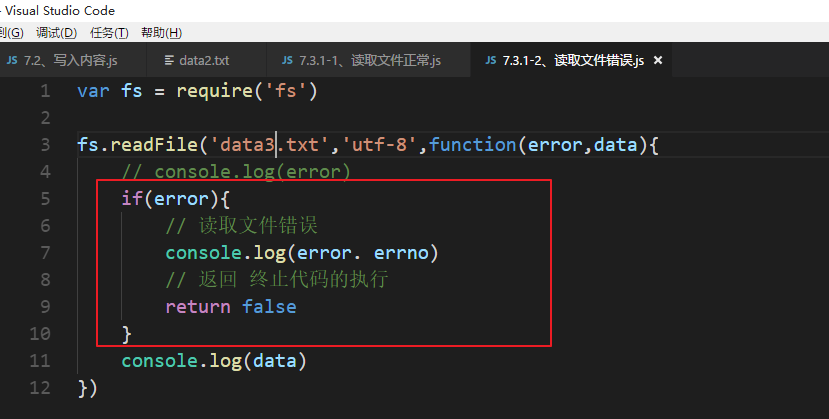 - Visual Studio Code
到(G) 调试(D) 任务(T) 帮助(H)
JS 7.2、写入内容.js data2.txt JS 7.3.1-1、读取文件正常.js JS 7.3.1-2、读取文件错误.js ×
1 var fs = require('fs')
2
3 fs.readFile('data3.txt','utf-8',function(error,data){
4 // console.log(error)
5 if(error){
6 // 读取文件错误
7 console.log(error. errno)
8 // 返回 终止代码的执行
9 return false
10 }
11 console.log(data)
12 })